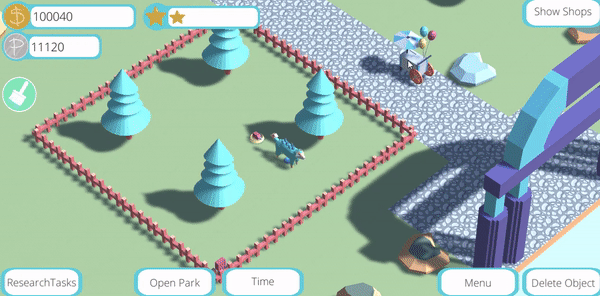 100040
Show Shops
11120
ResearchTasks
Open Park
Time
Menu
Delete Object